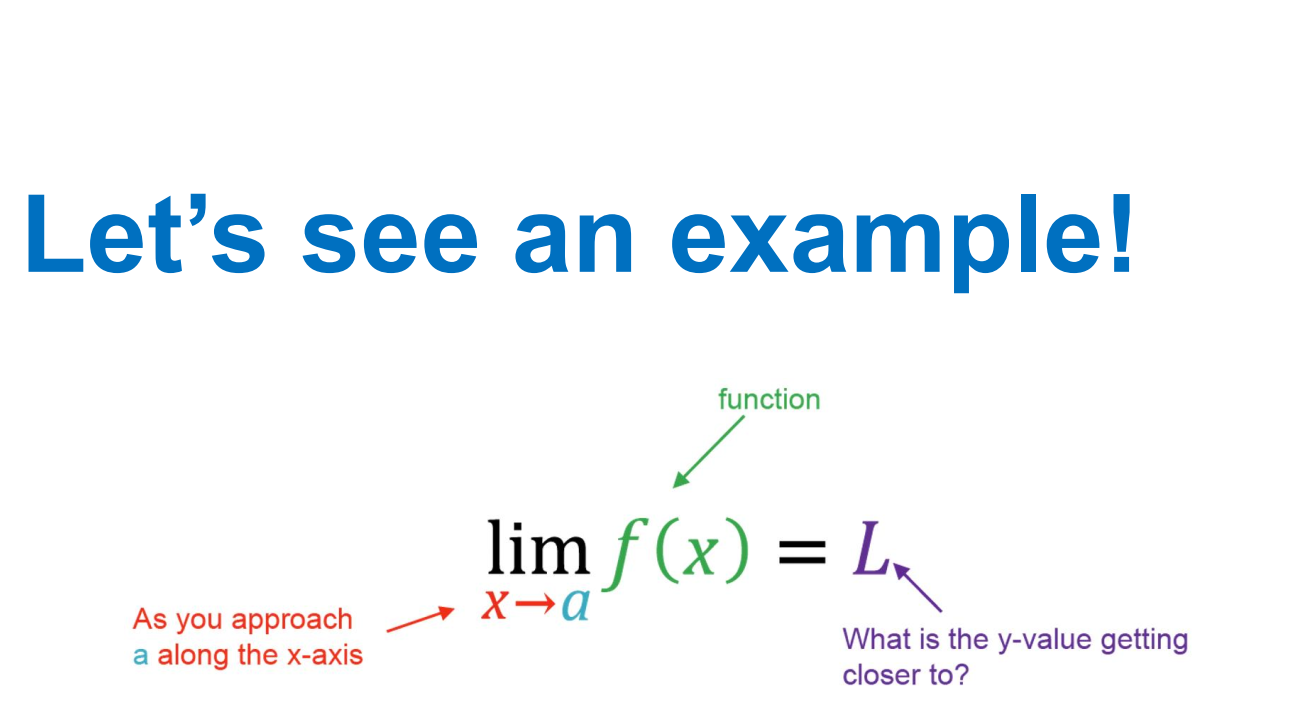 Let’s see an example!
function
lim f(x) = L
x→a
As you approach
a along the x-axis
What is the y-value getting
closer to?